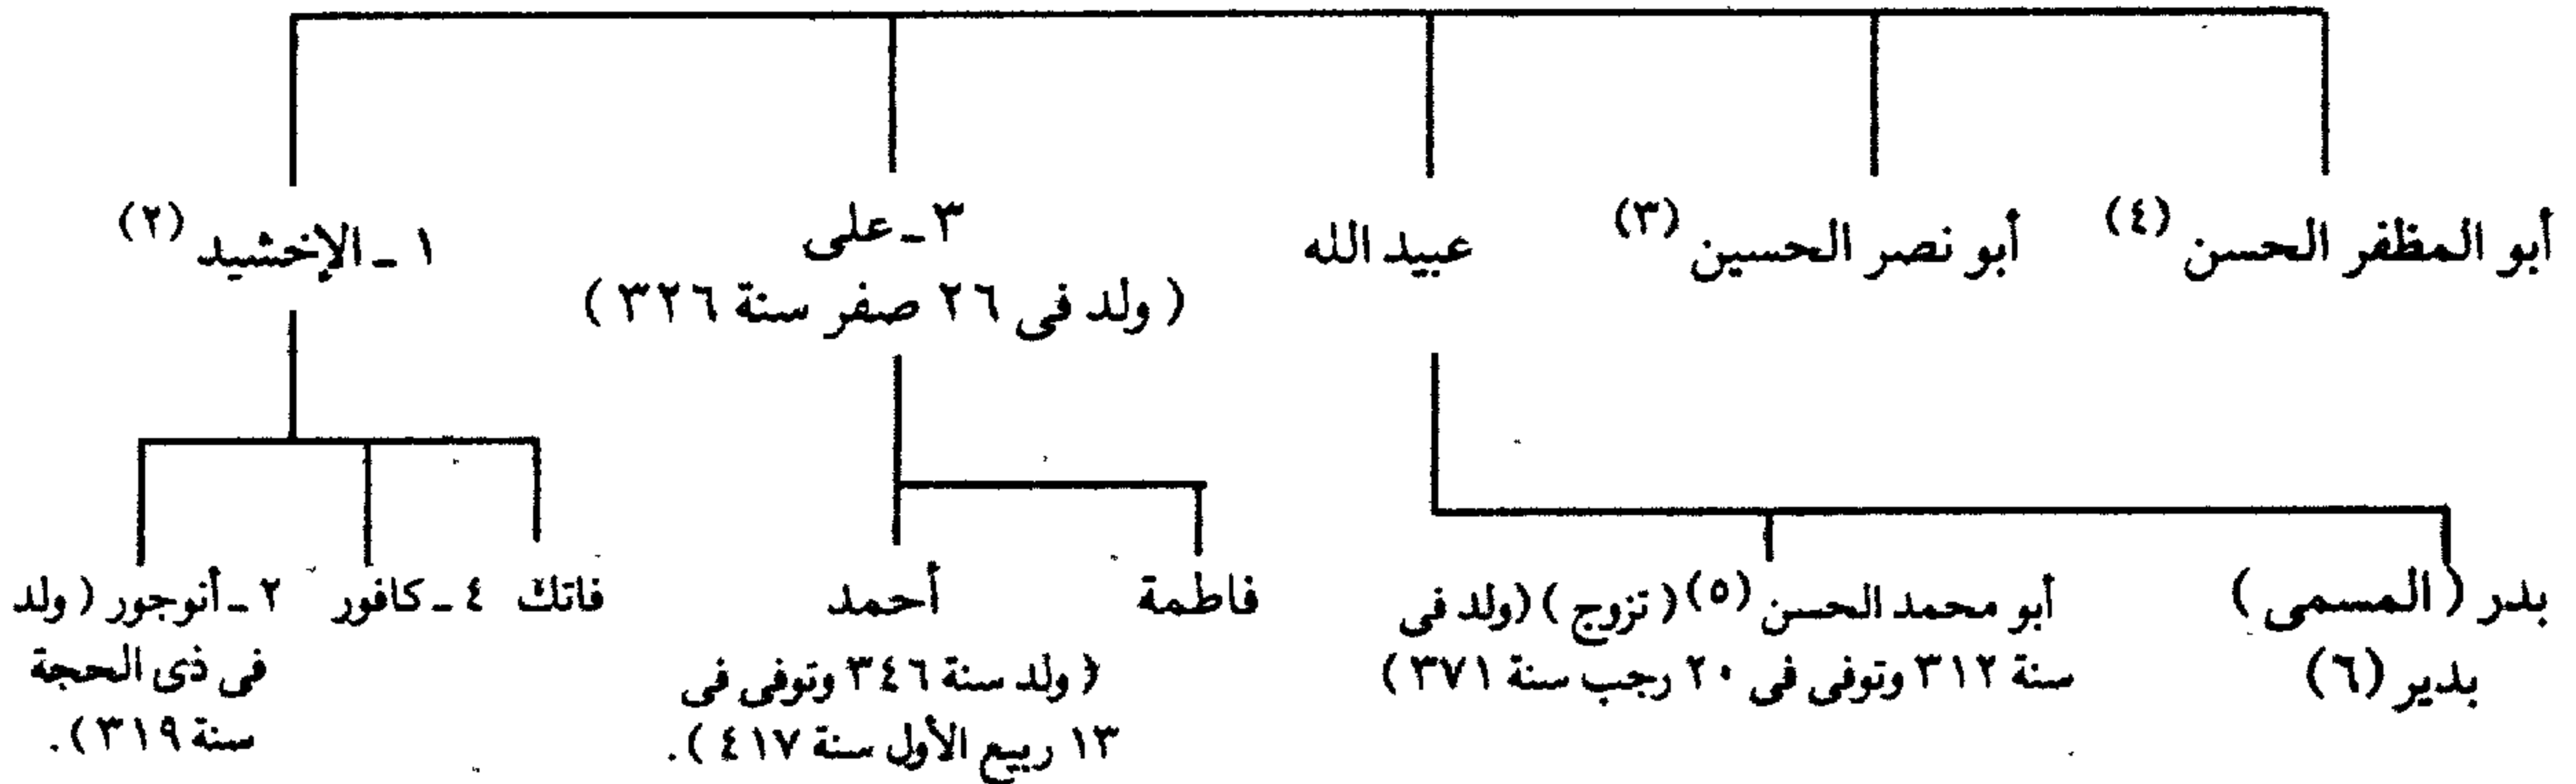 أبو المظفر الحسن (٤)
أبو نصر الحسين (٣)
عبيد الله
٣ ـ على
( ولد فى ٢٦ صفر سنة ٣٢٦ )
١ ـ الإخشيد (٢)
بدر ( المسمى )
بدير (٦)
أبو محمد الحسن (٥) ( تزوج ) (ولد فى
سنة ٣١٢ وتوفى فى ٢٠ رجب سنة ٣٧١ )
فاطمة
أحمد
( ولد سنة ٣٤٦ وتوفى فى
١٣ ربيع الأول سنة ٤١٧ ) .
فاتك
٤ ـ كافور
٢ ـ أنوجور ( ولد
فى ذى الحجة
سنة ٣١٩ ) .